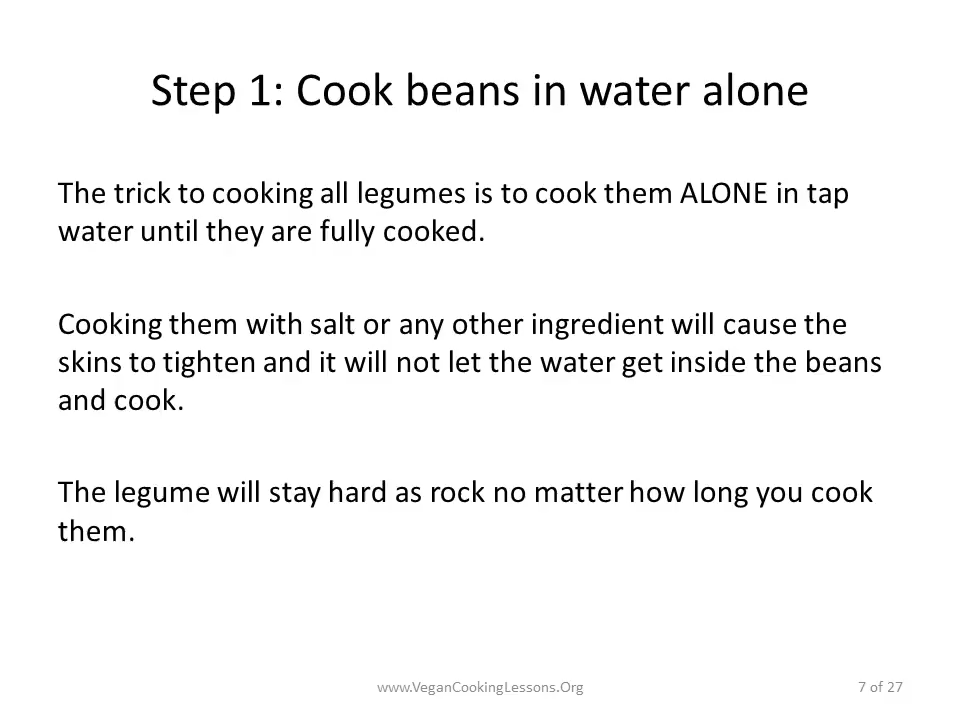 Step 1: Cook beans in water alone
The trick to cooking all legumes is to cook them ALONE in tap
water until they are fully cooked.
Cooking them with salt or any other ingredient will cause the
skins to tighten and it will not let the water get inside the beans
and cook.
The legume will stay hard as rock no matter how long you cook
them.
www.VeganCookingLessons.Org
7 of 27